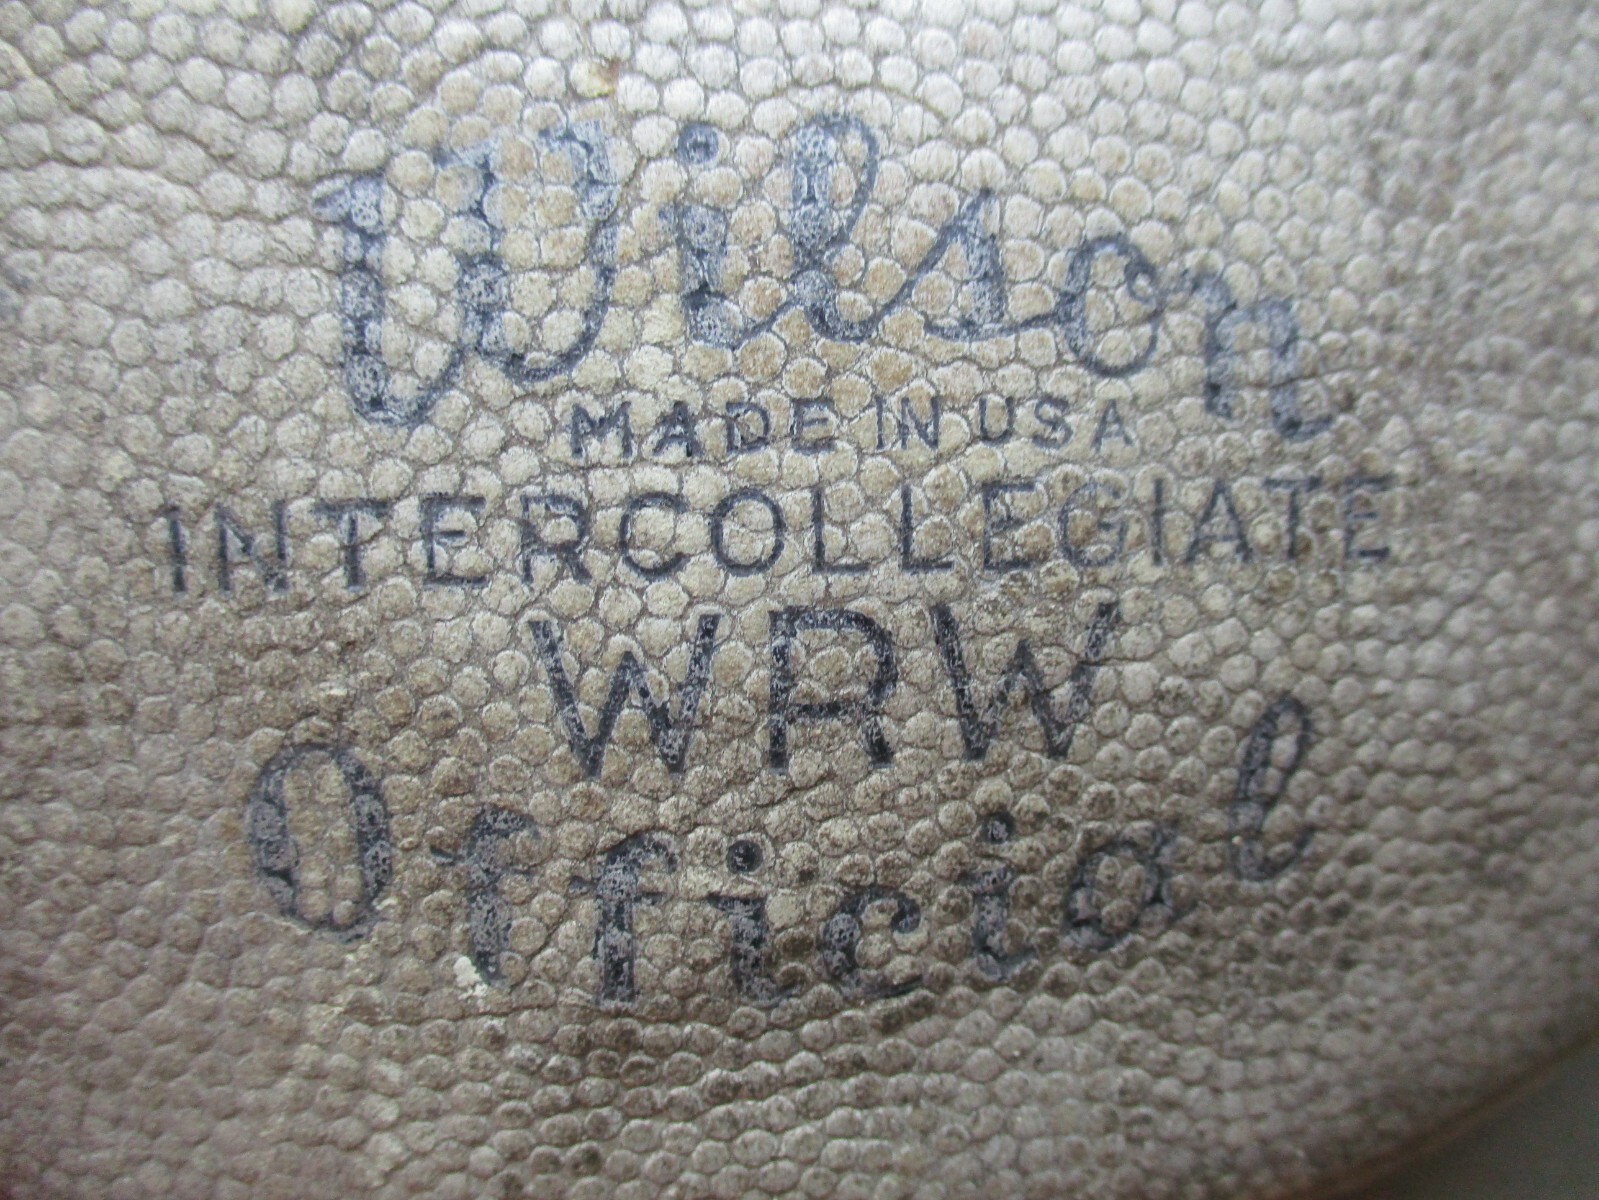 Wilson
MADE IN USA
INTERCOLLEGIATE
WRW
Official